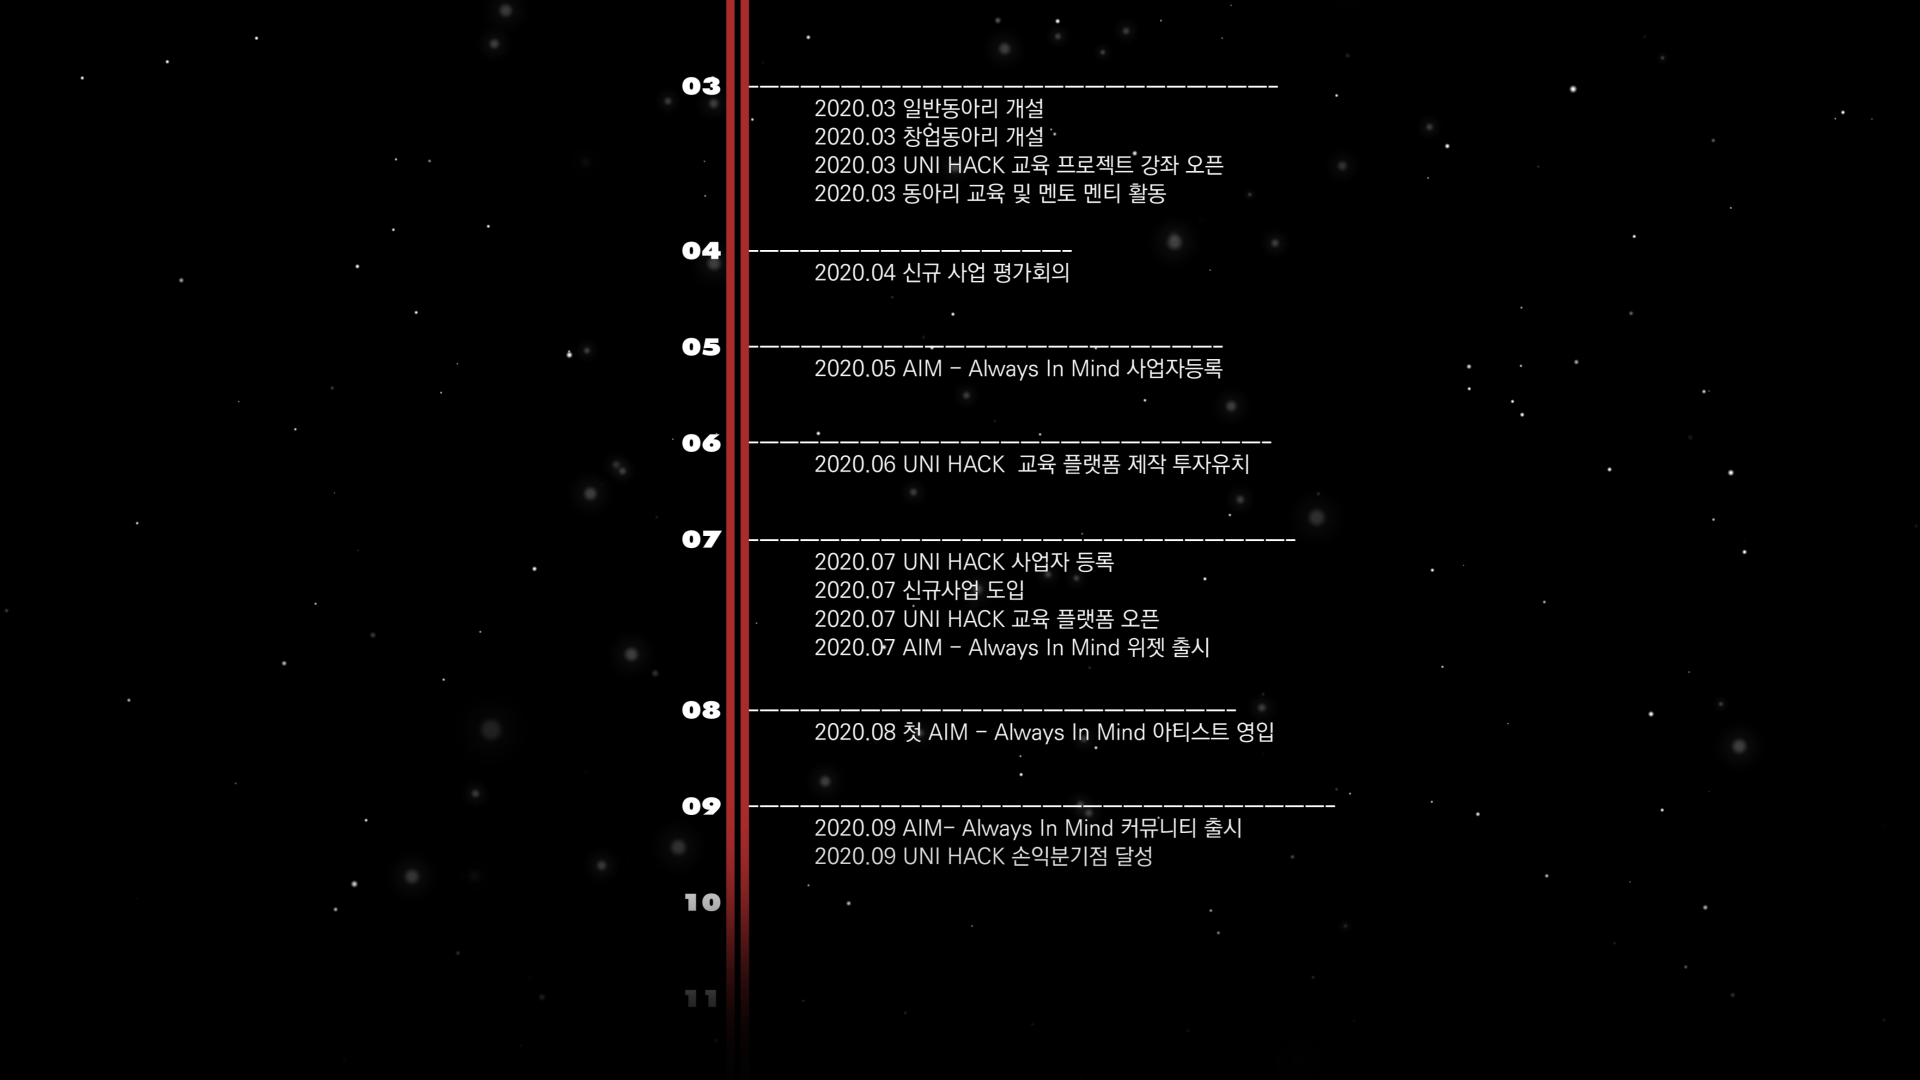 03
2020.03 일반동아리 개설
2020.03 창업동아리 개설
2020.03 UNI HACK 교육 프로젝트 강좌 오픈
2020.03 동아리 교육 및 멘토 멘티 활동
04
2020.04 신규 사업 평가회의
05
2020.05 AIM - Always In Mind 사업자등록
06
2020.06 UNI HACK  교육 플랫폼 제작 투자유치
07
2020.07 UNI HACK 사업자 등록
2020.07 신규사업 도입
2020.07 UNI HACK 교육 플랫폼 오픈
2020.07 AIM - Always In Mind 위젯 출시
08
2020.08 첫 AIM - Always In Mind 아티스트 영입
09
2020.09 AIM- Always In Mind 커뮤니티 출시
2020.09 UNI HACK 손익분기점 달성
10
11